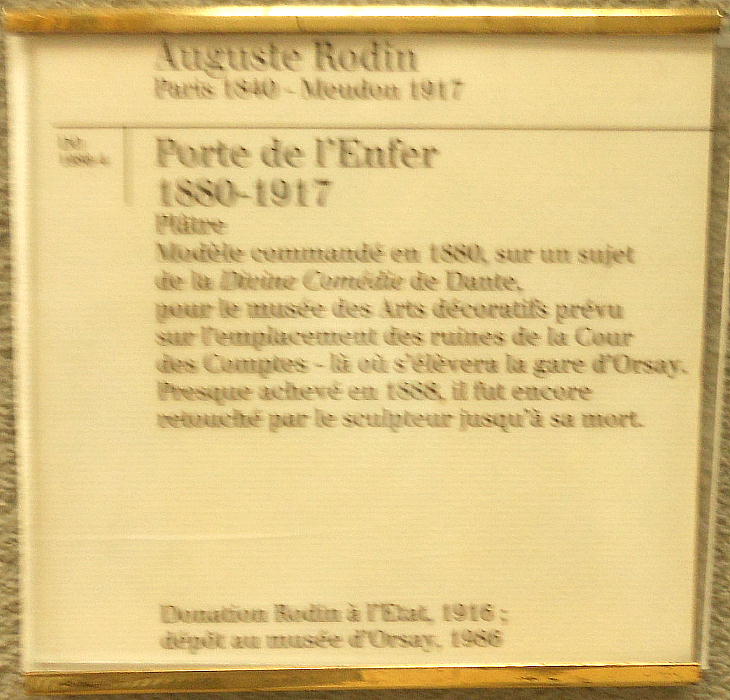 Auguste Rodin
Paris 1840 - Meudon 1917
Porte de l'Enfer
1880-1917
Plâtre
Modèle commandé en 1880, sur un sujet
de la Divine Comédie de Dante,
pour le musée des Arts décoratifs prévu
sur l'emplacement des ruines de la Cour
des Comptes - là où s'élèvera la gare d'Orsay.
Presque achevé en 1888, il fut encore
retouché par le sculpteur jusqu'à sa mort.
Donation Rodin à l'Etat, 1916 ;
dépôt au musée d'Orsay, 1986